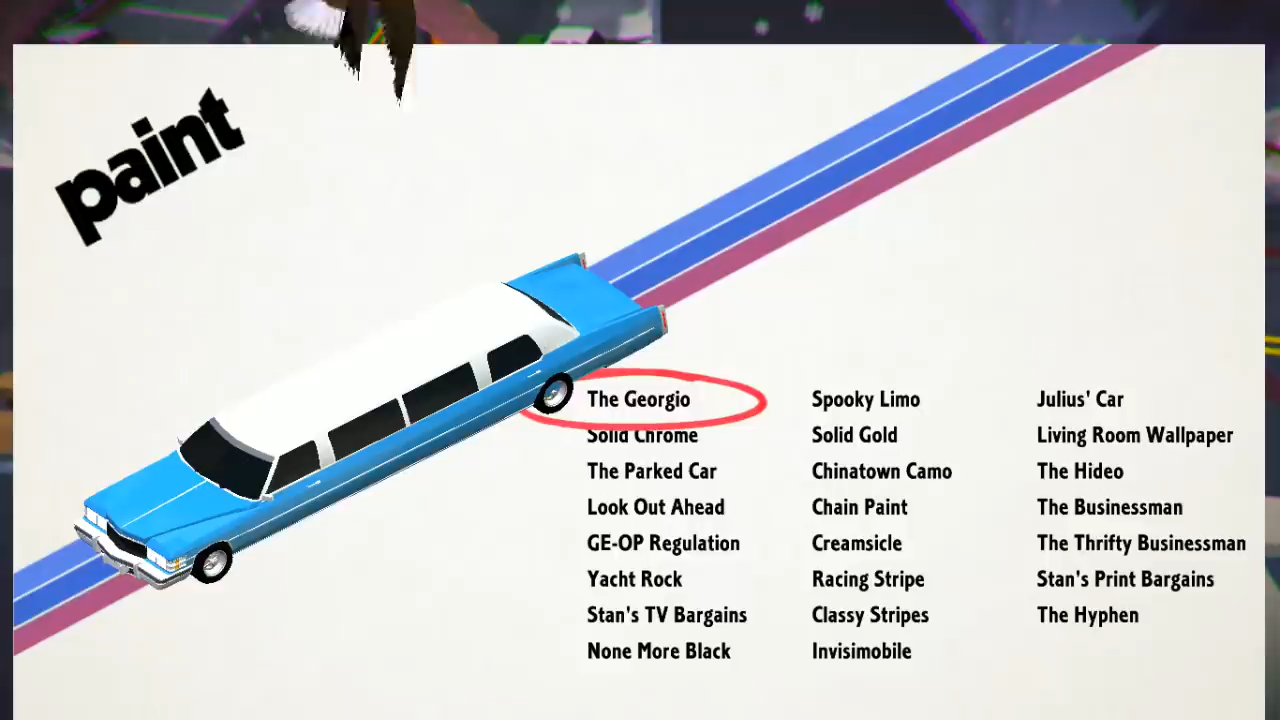 paint
The Georgio
Solid Chrome
The Parked Car
Look Out Ahead
GE-OP Regulation
Yacht Rock
Stan's TV Bargains
None More Black
Spooky Limo
Solid Gold
Chinatown Camo
Chain Paint
Creamsicle
Racing Stripe
Classy Stripes
Invisimobile
Julius' Car
Living Room Wallpaper
The Hideo
The Businessman
The Thrifty Businessman
Stan's Print Bargains
The Hyphen